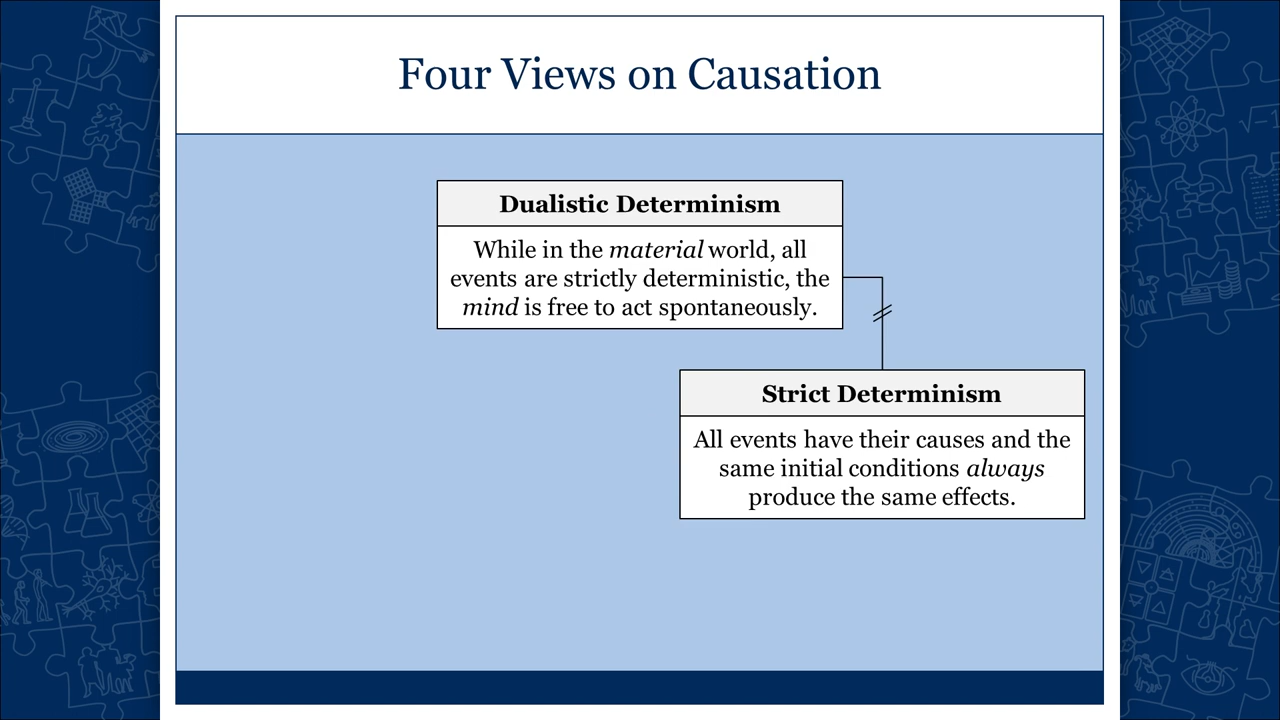 Four Views on Causation
Dualistic Determinism
While in the material world, all
events are strictly deterministic, the
mind is free to act spontaneously.
Strict Determinism
All events have their causes and the
same initial conditions always
produce the same effects.
√-1